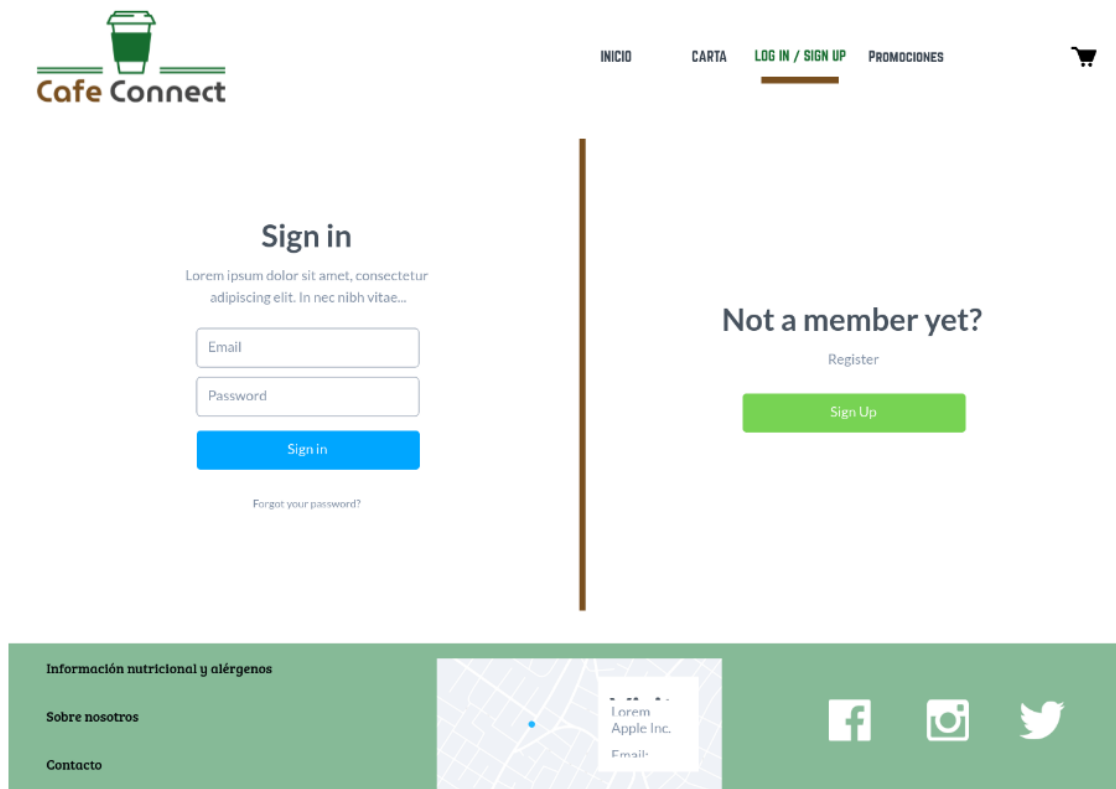 Cafe Connect
INICIO
CARTA
LOG IN / SIGN UP
PROMOCIONES
Sign in
Lorem ipsum dolor sit amet, consectetur
adipiscing elit. In nec nibh vitae...
Email
Password
Sign in
Forgot your password?
Not a member yet?
Register
Sign Up
Información nutricional y alérgenos
Sobre nosotros
Contacto
Lorem
Apple Inc.
Email: